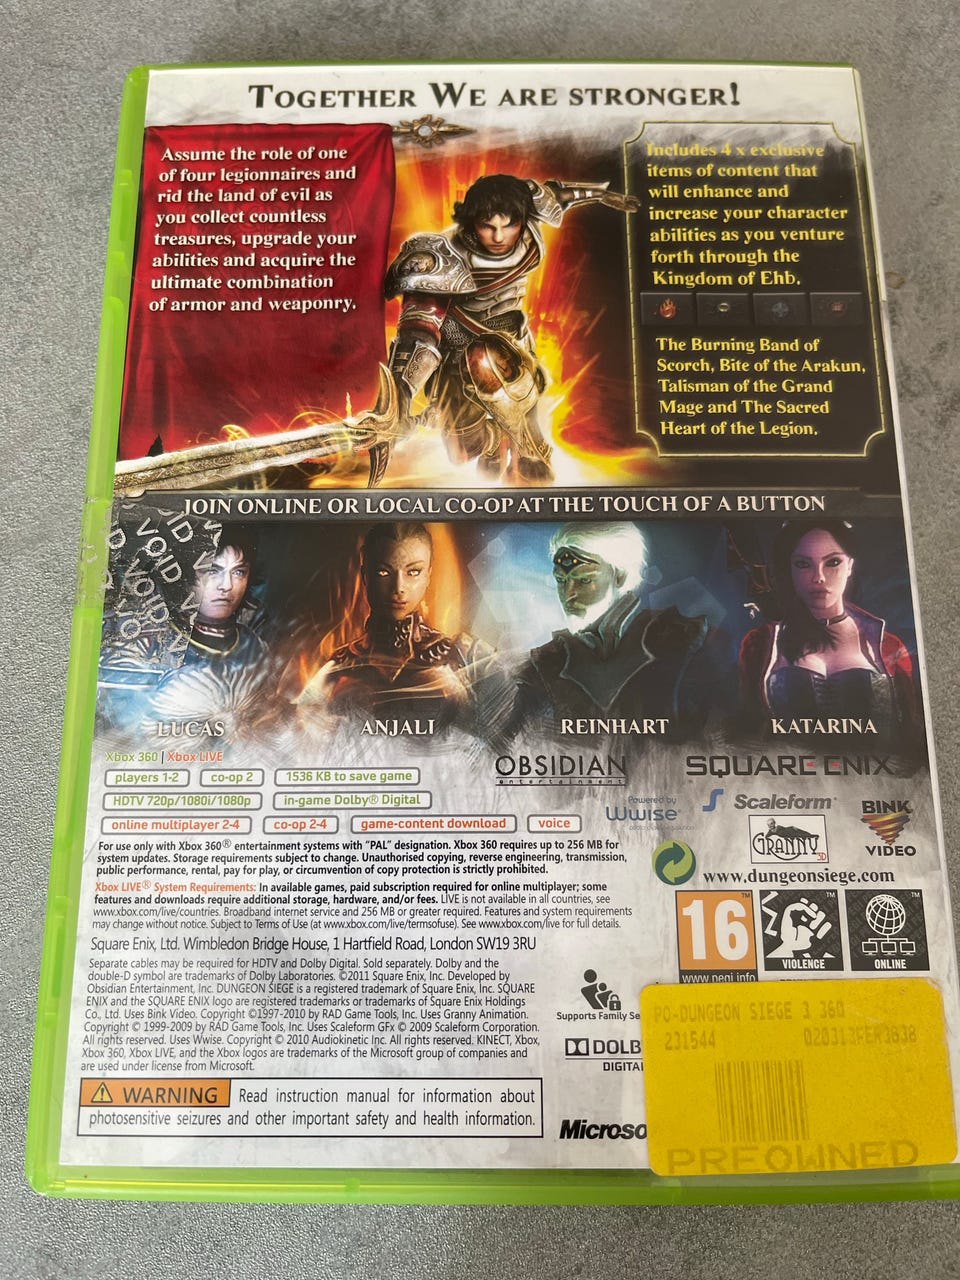 TOGETHER WE ARE STRONGER!
Assume the role of one
of four legionnaires and
rid the land of evil as
you collect countless
treasures, upgrade your
abilities and acquire the
ultimate combination
of armor and weaponry.
Includes 4 x exclusive
items of content that
will enhance and
increase your character
abilities as you venture
forth through the
Kingdom of Ehb.
The Burning Band of
Scorch, Bite of the Arakun,
Talisman of the Grand
Mage and The Sacred
Heart of the Legion.
JOIN ONLINE OR LOCAL CO-OP AT THE TOUCH OF A BUTTON
VOID
VOID
LUCAS
ANJALI
REINHART
KATARINA
Xbox 360 | Xbox LIVE
players 1-2
co-op 2
1536 KB to save game
HDTV 720p/1080i/1080p
in-game Dolby® Digital
online multiplayer 2-4
co-op 2-4
game-content download
voice
OBSIDIAN
entertainment
SQUARE ENIX
Powered by
Wwise
Scaleform
GRANNY 3D
BINK
VIDEO
www.dungeonsiege.com
For use only with Xbox 360® entertainment systems with "PAL" designation. Xbox 360 requires up to 256 MB for
system updates. Storage requirements subject to change. Unauthorised copying, reverse engineering, transmission,
public performance, rental, pay for play, or circumvention of copy protection is strictly prohibited.
Xbox LIVE® System Requirements: In available games, paid subscription required for online multiplayer; some
features and downloads require additional storage, hardware, and/or fees. LIVE is not available in all countries, see
www.xbox.com/live/countries. Broadband internet service and 256 MB or greater required. Features and system requirements
may change without notice. Subject to Terms of Use (at www.xbox.com/live/termsofuse). See www.xbox.com/live for full details.
Square Enix, Ltd. Wimbledon Bridge House, 1 Hartfield Road, London SW19 3RU
Separate cables may be required for HDTV and Dolby Digital. Sold separately. Dolby and the
double-D symbol are trademarks of Dolby Laboratories. ©2011 Square Enix, Inc. Developed by
Obsidian Entertainment, Inc. DUNGEON SIEGE is a registered trademark of Square Enix, Inc. SQUARE
ENIX and the SQUARE ENIX logo are registered trademarks or trademarks of Square Enix Holdings
Co., Ltd. Uses Bink Video. Copyright ©1997-2010 by RAD Game Tools, Inc. Uses Granny Animation.
Copyright © 1999-2009 by RAD Game Tools, Inc. Uses Scaleform GFx © 2009 Scaleform Corporation.
All rights reserved. Uses Wwise. Copyright © 2010 Audiokinetic Inc. All rights reserved. KINECT, Xbox,
Xbox 360, Xbox LIVE, and the Xbox logos are trademarks of the Microsoft group of companies and
are used under license from Microsoft.
WARNING Read instruction manual for information about
photosensitive seizures and other important safety and health information.
16
www.pegi.info
VIOLENCE
ONLINE
Supports Family Se
DOLB
DIGITA
Microso
PO-DUNGEON SIEGE 3 360
231544
PREOWNED